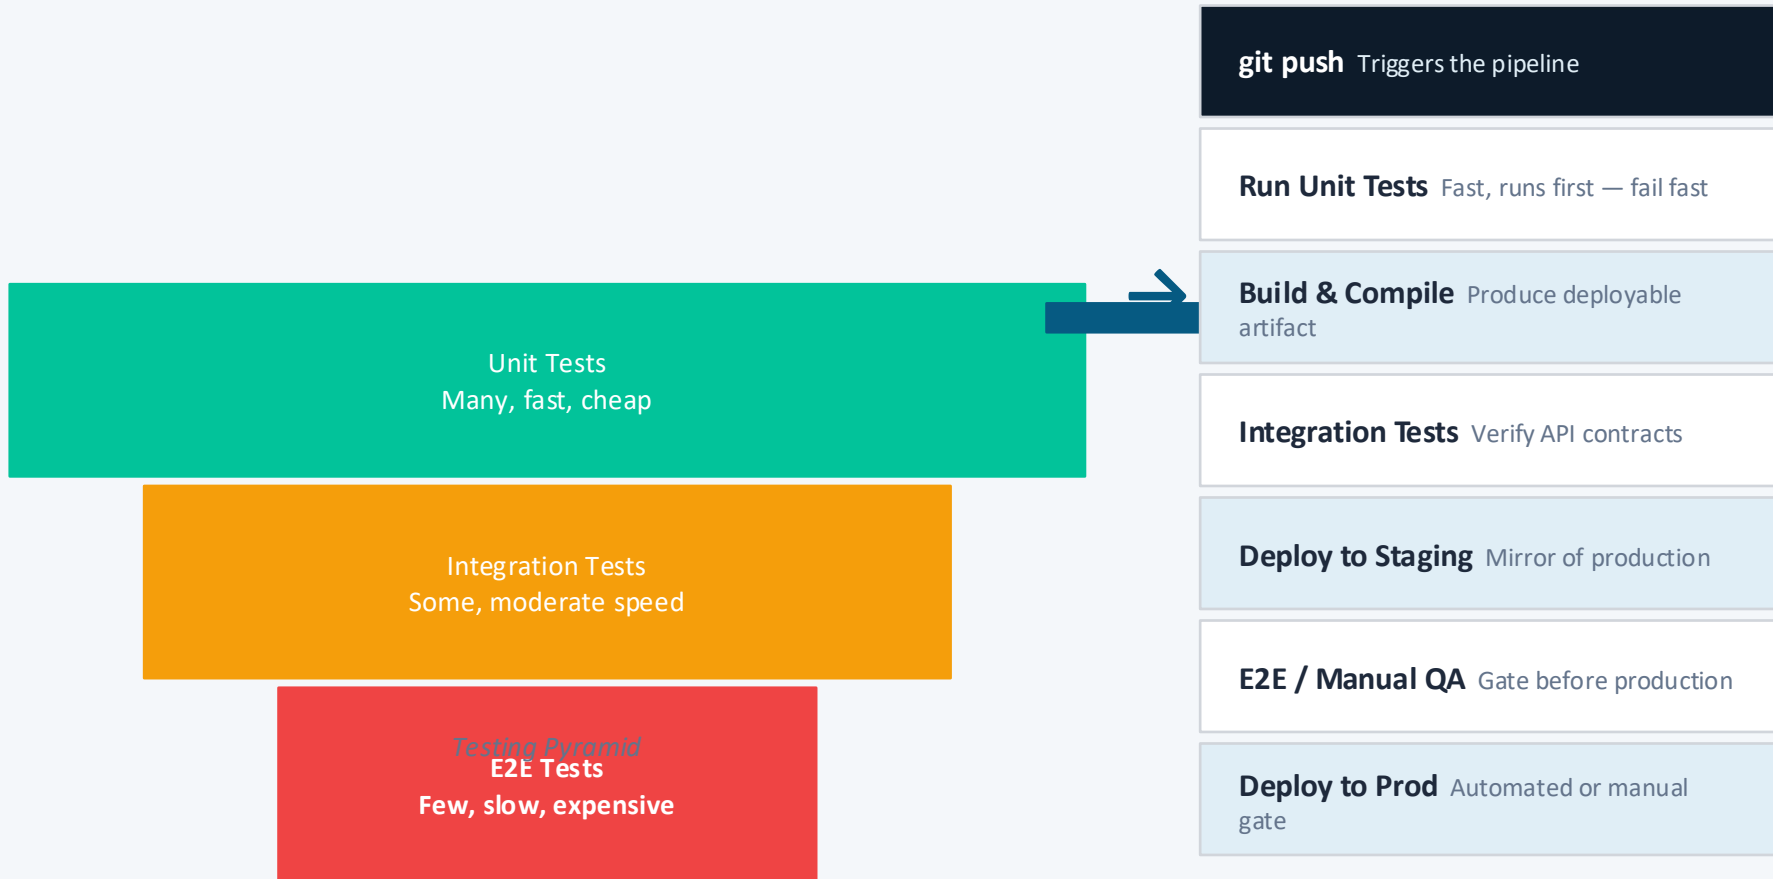 Unit Tests
Many, fast, cheap
Integration Tests
Some, moderate speed
Testing Pyramid
E2E Tests
Few, slow, expensive
git push Triggers the pipeline
Run Unit Tests Fast, runs first — fail fast
Build & Compile Produce deployable
artifact
Integration Tests Verify API contracts
Deploy to Staging Mirror of production
E2E / Manual QA Gate before production
Deploy to Prod Automated or manual
gate